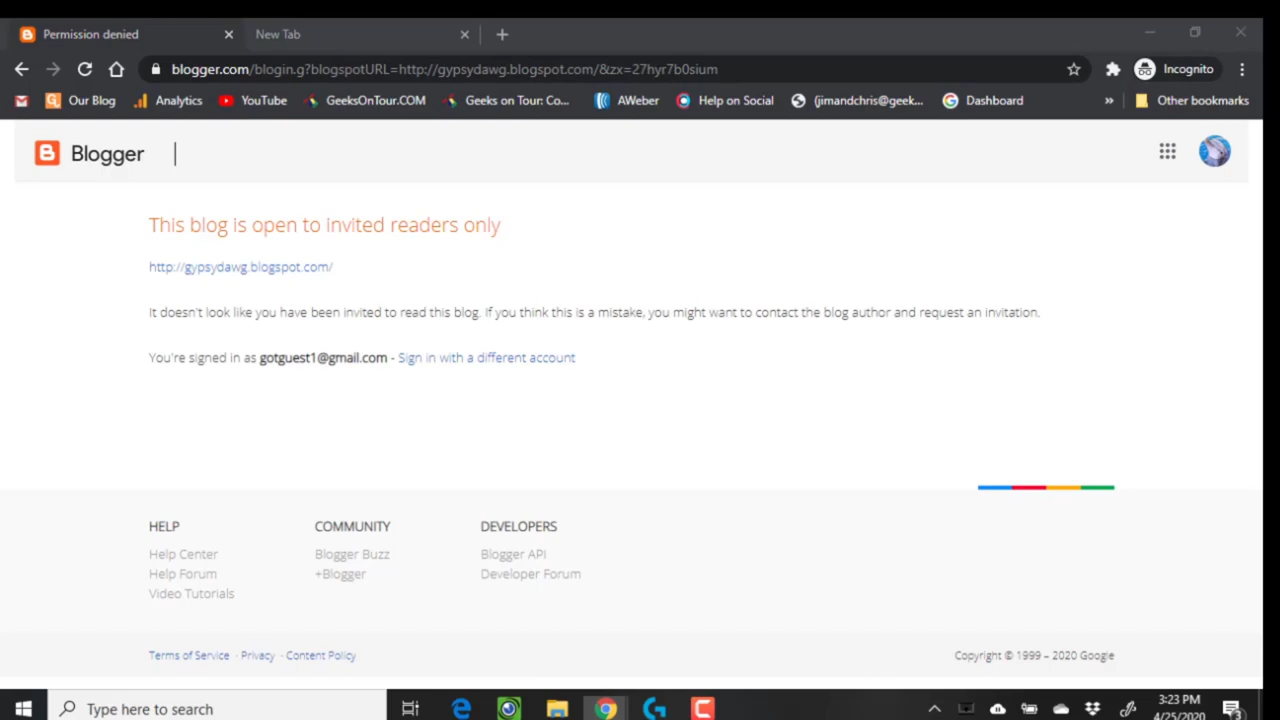 Permission denied
New Tab
blogger.com/blogin.g?blogspotURL=http://gypsydawg.blogspot.com/&zx=27hyr7b0sium
Incognito
Our Blog Analytics YouTube GeeksOnTour.COM Geeks on Tour: Co... AWeber Help on Social (jimandchris@geek... Dashboard » Other bookmarks
Blogger
This blog is open to invited readers only
http://gypsydawg.blogspot.com/
It doesn't look like you have been invited to read this blog. If you think this is a mistake, you might want to contact the blog author and request an invitation.
You're signed in as gotguest1@gmail.com - Sign in with a different account
HELP COMMUNITY DEVELOPERS
Help Center Blogger Buzz Blogger API
Help Forum +Blogger Developer Forum
Video Tutorials
Terms of Service · Privacy · Content Policy Copyright © 1999 – 2020 Google
3:23 PM
Type here to search
4/25/2020